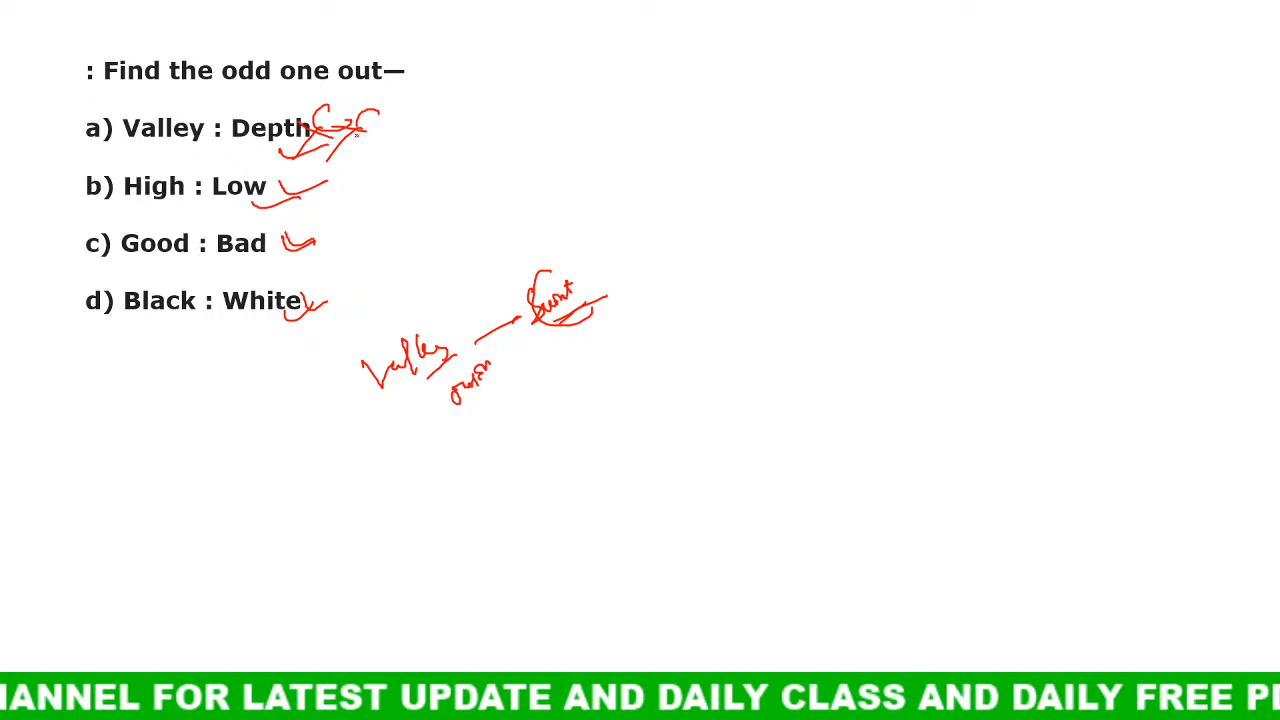 : Find the odd one out—
a) Valley : Depth
b) High : Low
c) Good : Bad
d) Black : White
Valley
HANNEL FOR LATEST UPDATE AND DAILY CLASS AND DAILY FREE P